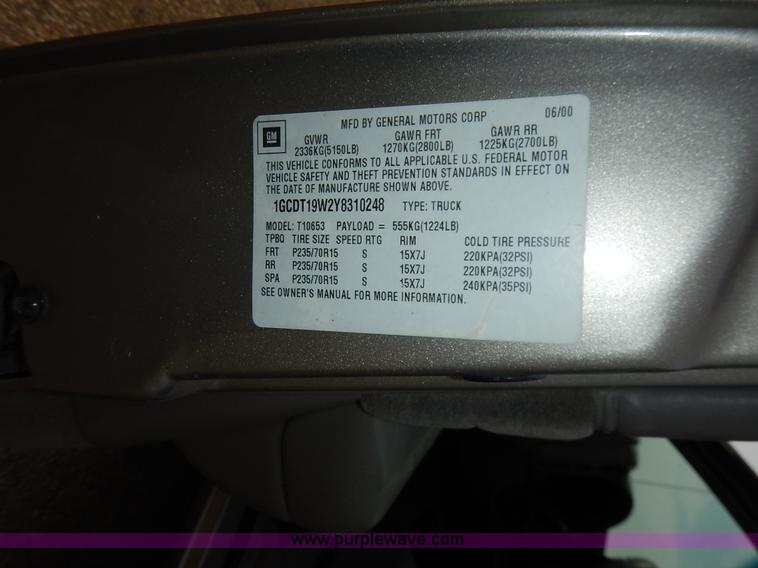 MFD BY GENERAL MOTORS CORP 06/00
GM
GVWR GAWR FRT GAWR RR
2336KG(5150LB) 1270KG(2800LB) 1225KG(2700LB)
THIS VEHICLE CONFORMS TO ALL APPLICABLE U.S. FEDERAL MOTOR
VEHICLE SAFETY AND THEFT PREVENTION STANDARDS IN EFFECT ON
THE DATE OF MANUFACTURE SHOWN ABOVE.
1GCDT19W2Y8310248 TYPE: TRUCK
MODEL: T10653 PAYLOAD = 555KG(1224LB)
TPBQ TIRE SIZE SPEED RTG RIM COLD TIRE PRESSURE
FRT P235/70R15 S 15X7J 220KPA(32PSI)
RR P235/70R15 S 15X7J 220KPA(32PSI)
SPA P235/70R15 S 15X7J 240KPA(35PSI)
SEE OWNER'S MANUAL FOR MORE INFORMATION.
www.purplewave.com